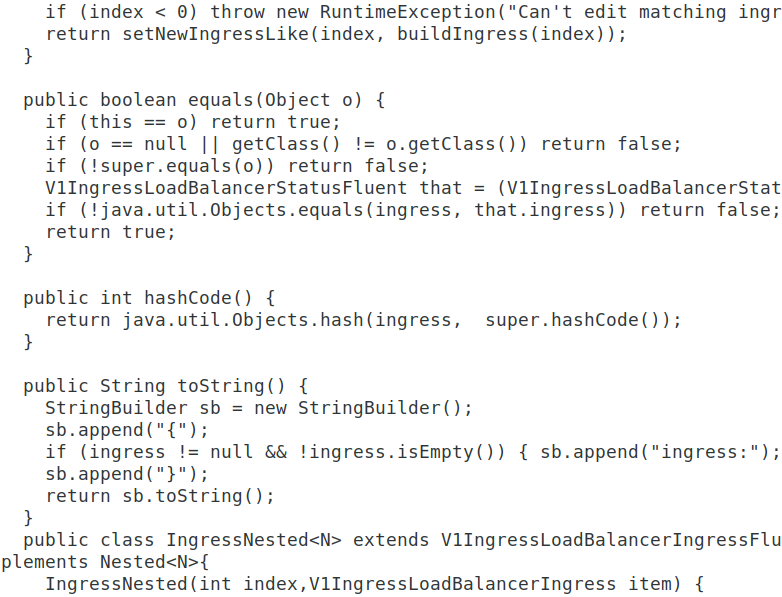 if (index < 0) throw new RuntimeException("Can't edit matching ingr
return setNewIngressLike(index, buildIngress(index));
}
public boolean equals(Object o) {
if (this == o) return true;
if (o == null || getClass() != o.getClass()) return false;
if (!super.equals(o)) return false;
V1IngressLoadBalancerStatusFluent that = (V1IngressLoadBalancerStat
if (!java.util.Objects.equals(ingress, that.ingress)) return false;
return true;
}
public int hashCode() {
return java.util.Objects.hash(ingress,  super.hashCode());
}
public String toString() {
StringBuilder sb = new StringBuilder();
sb.append("{");
if (ingress != null && !ingress.isEmpty()) { sb.append("ingress:");
sb.append("}");
return sb.toString();
}
public class IngressNested<N> extends V1IngressLoadBalancerIngressFlu
plements Nested<N>{
IngressNested(int index,V1IngressLoadBalancerIngress item) {